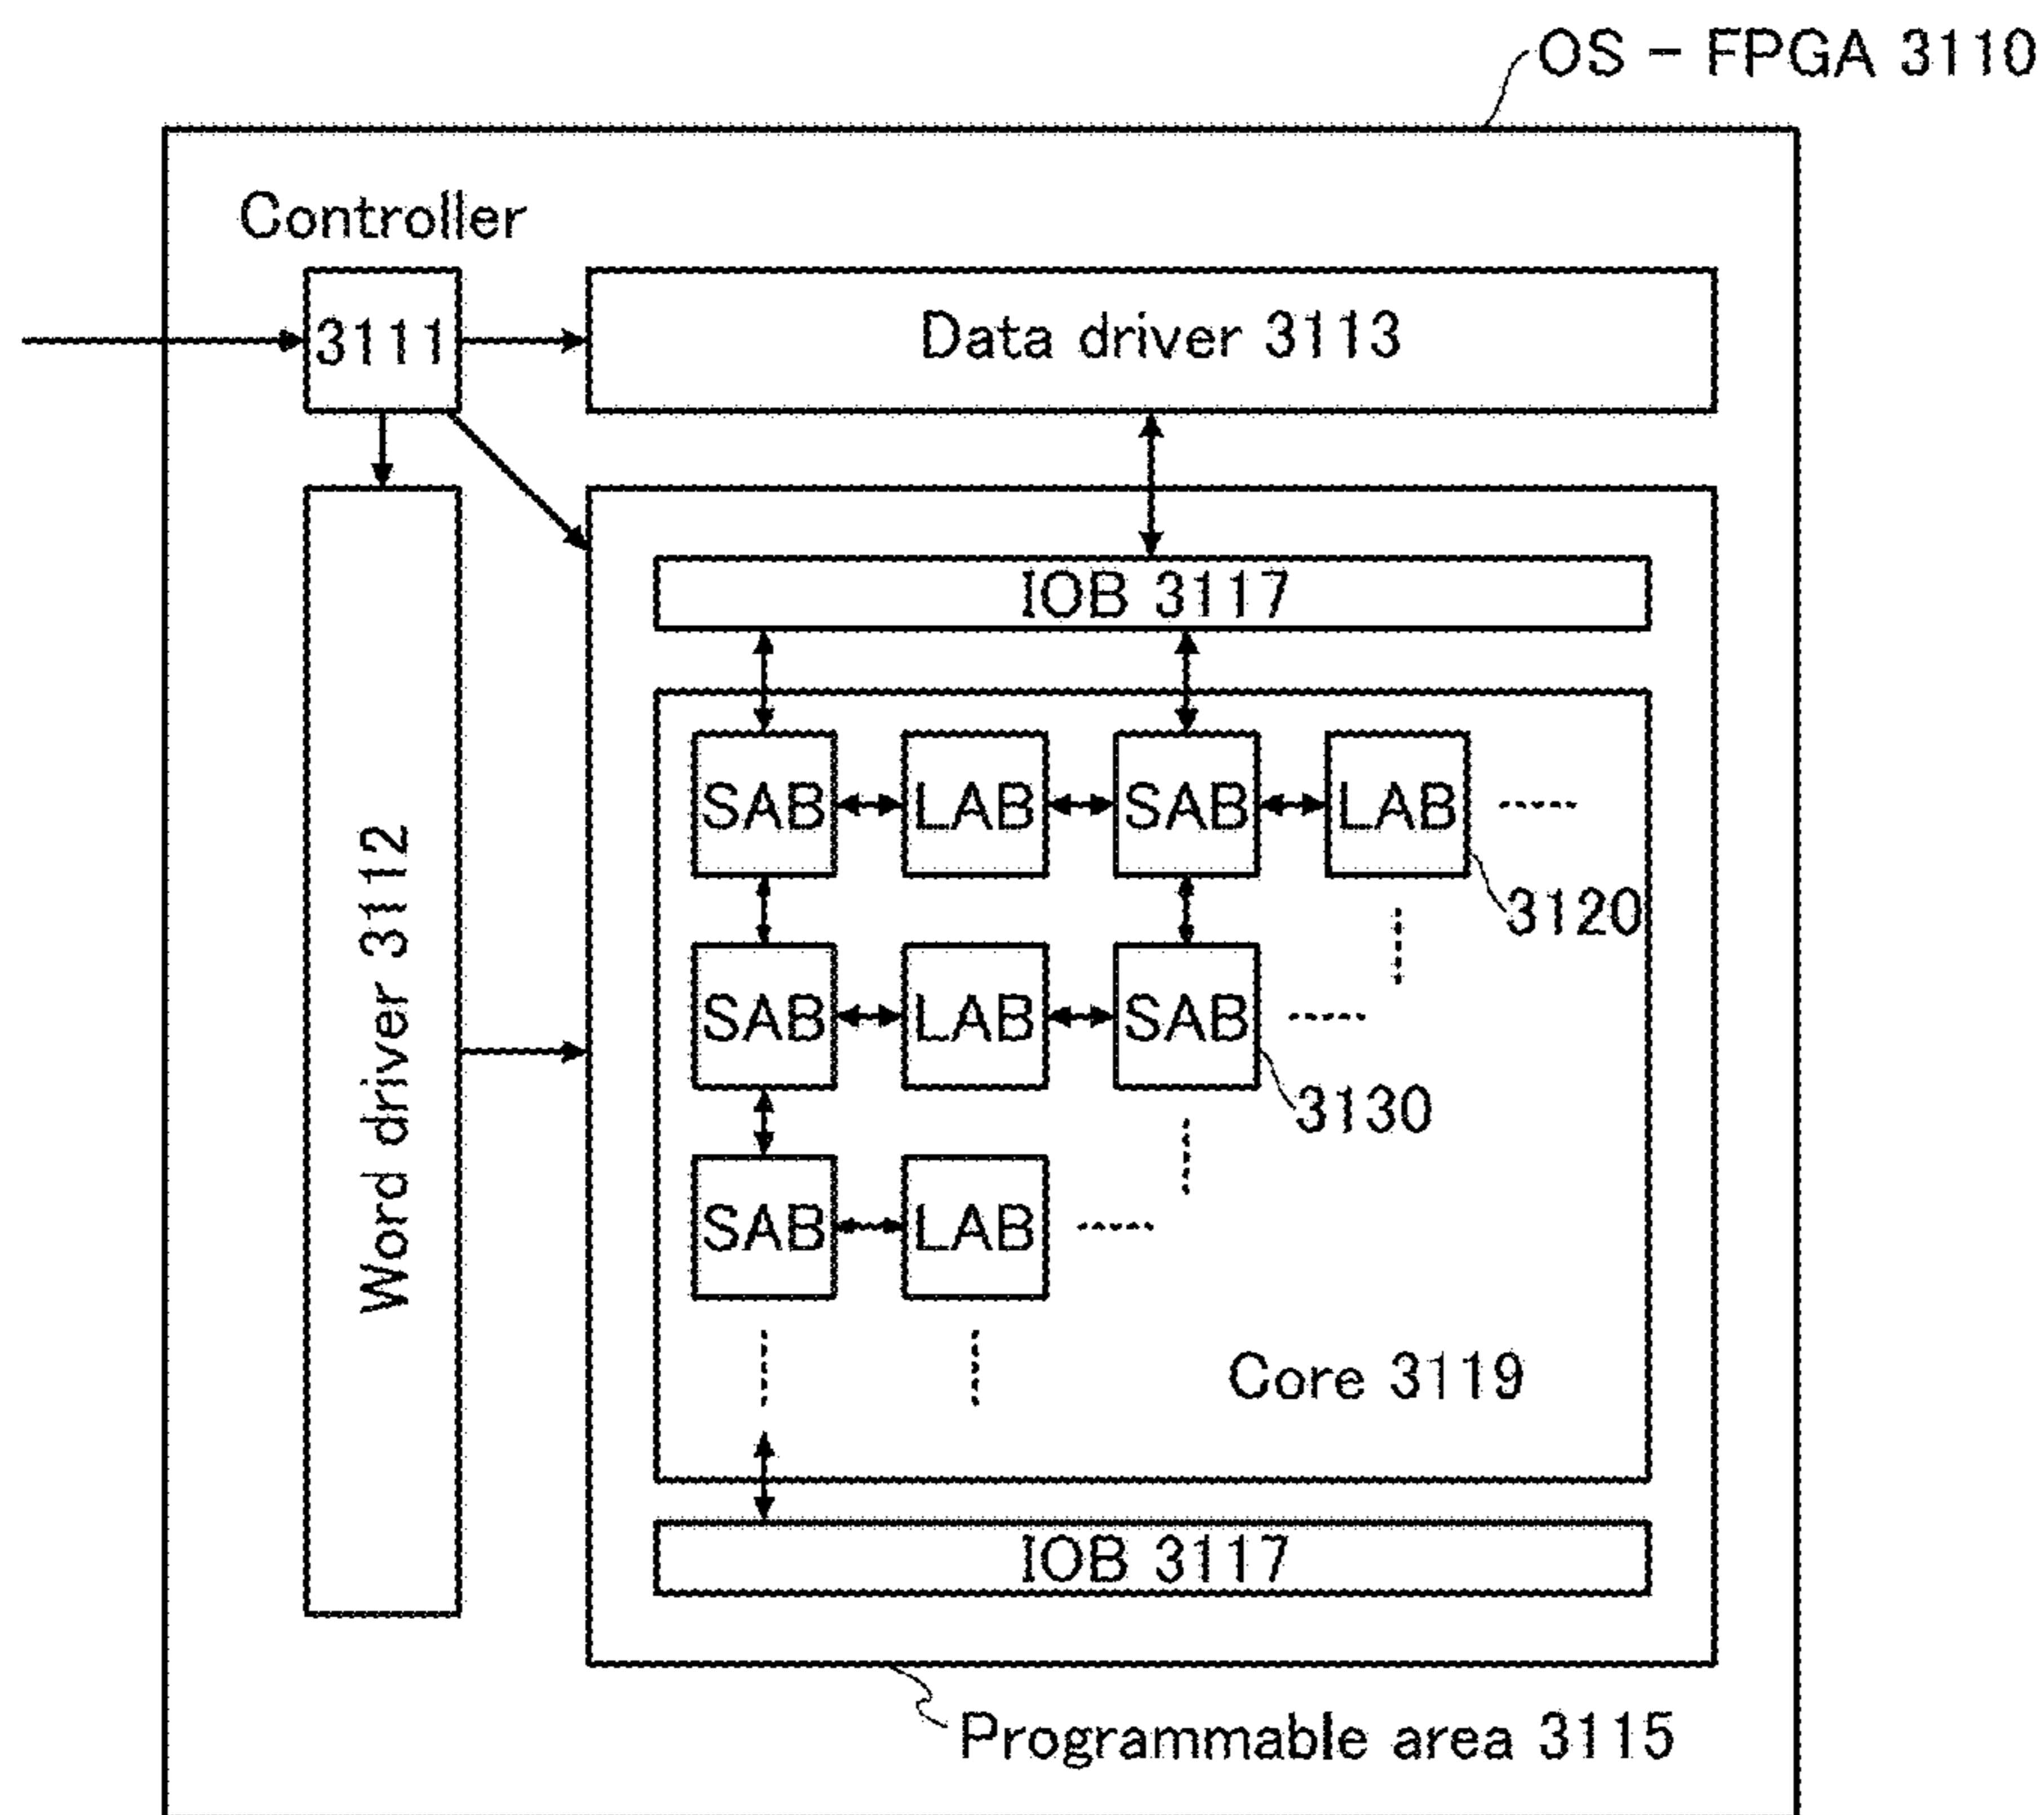 OS - FPGA 3110
Controller
3111
Data driver 3113
Word driver 3112
IOB 3117
SAB LAB SAB LAB
3120
SAB LAB SAB
3130
SAB LAB
Core 3119
IOB 3117
Programmable area 3115